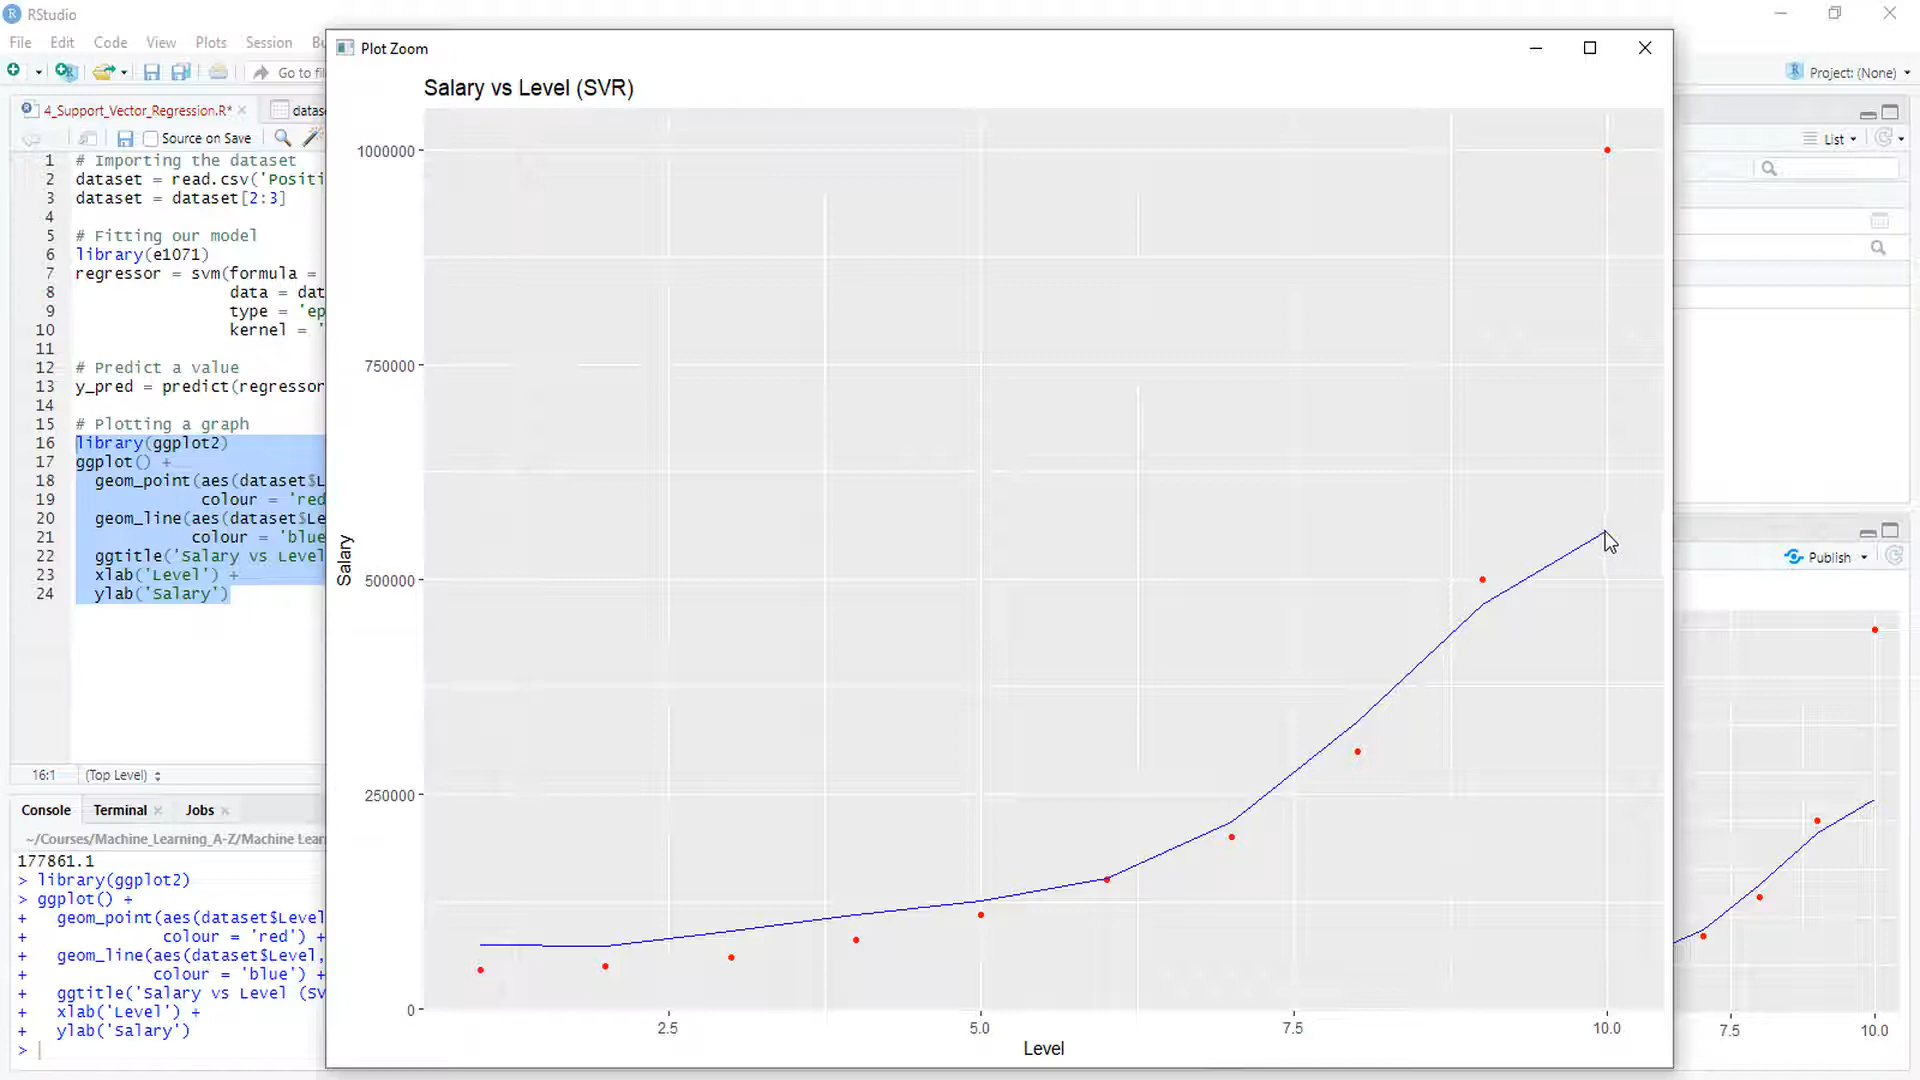 RStudio
File Edit Code View Plots Session
Go to
Project: (None)
4_Support_Vector_Regression.R*
Source on Save
1 # Importing the dataset
2 dataset = read.csv('Positi
3 dataset = dataset[2:3]
4
5 # Fitting our model
6 library(e1071)
7 regressor = svm(formula =
8 data = dat
9 type = 'ep
10 kernel = '
11
12 # Predict a value
13 y_pred = predict(regressor
14
15 # Plotting a graph
16 library(ggplot2)
17 ggplot() +
18 geom_point(aes(dataset$L
19 colour = 'red
20 geom_line(aes(dataset$Le
21 colour = 'blue
22 ggtitle('Salary vs Level
23 xlab('Level') +
24 ylab('Salary')
16:1 (Top Level)
Console Terminal Jobs
~/Courses/Machine_Learning_A-Z/Machine Lear
177861.1
> library(ggplot2)
> ggplot() +
+ geom_point(aes(dataset$Level
+ colour = 'red') +
+ geom_line(aes(dataset$Level,
+ colour = 'blue') +
+ ggtitle('Salary vs Level (SV
+ xlab('Level') +
+ ylab('Salary')
>
Plot Zoom
Salary vs Level (SVR)
1000000
750000
500000
250000
0
Salary
2.5 5.0 7.5 10.0
Level
List
Publish
7.5 10.0